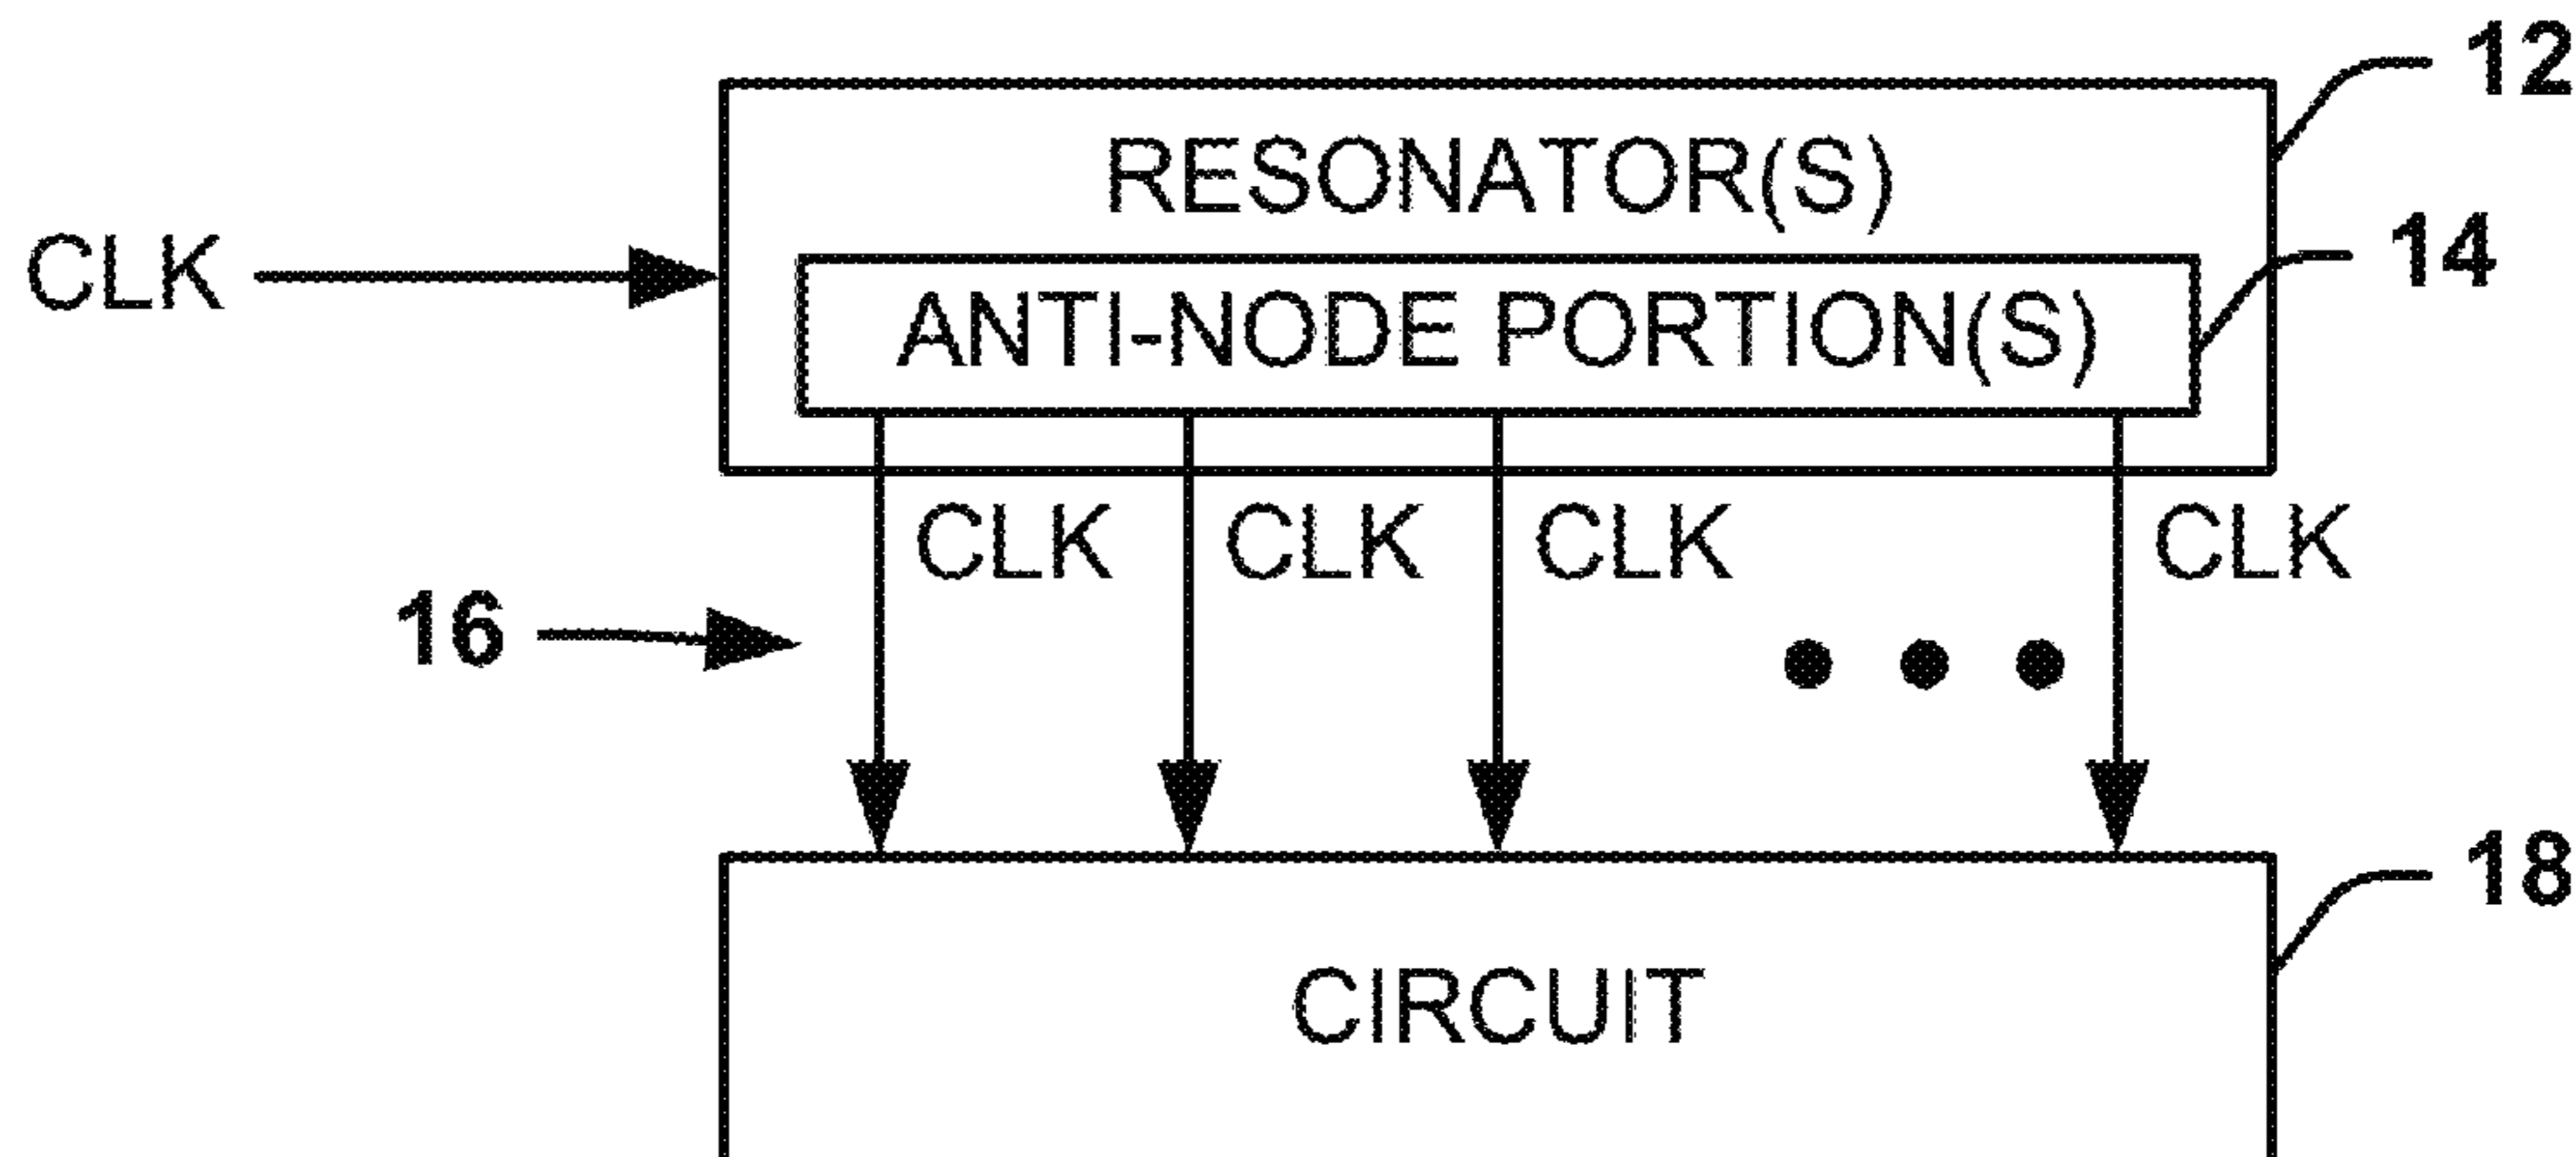 12
RESONATOR(S)
14
CLK
ANTI-NODE PORTION(S)
CLK CLK CLK CLK
16
18
CIRCUIT